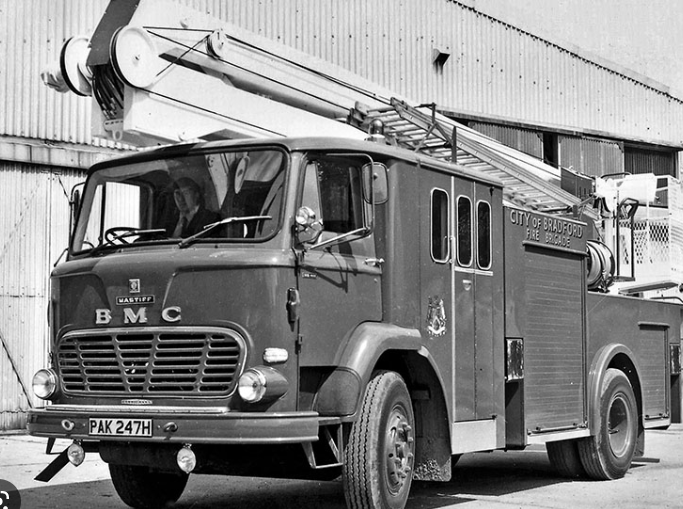 CITY OF BRADFORD
FIRE BRIGADE
MASTIFF
BMC
PAK 247H